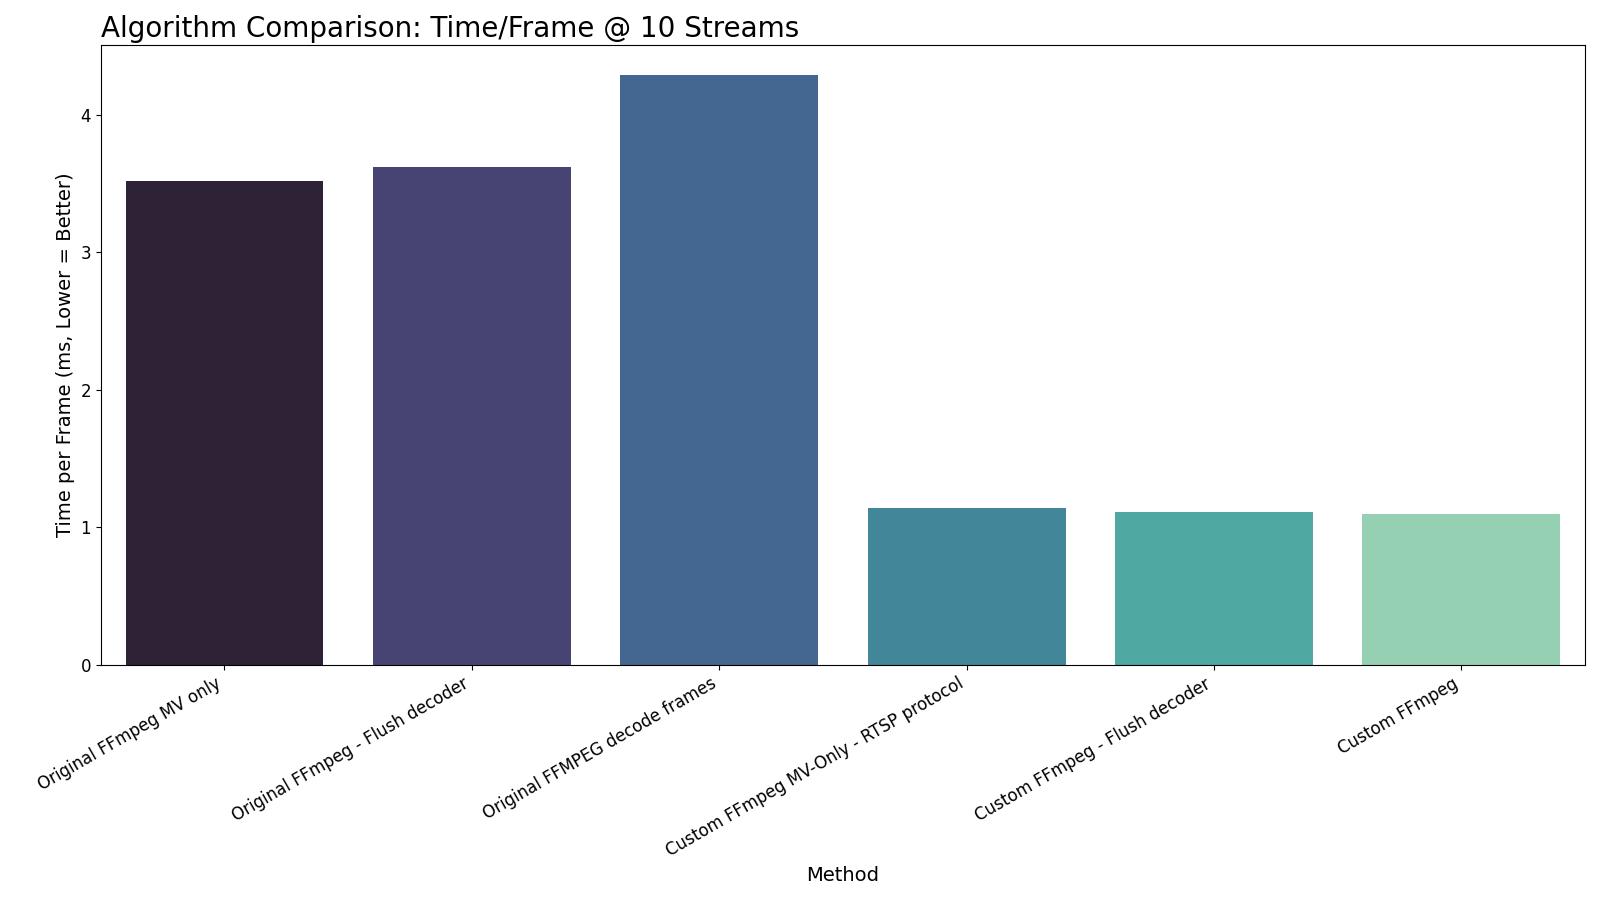 Algorithm Comparison: Time/Frame @ 10 Streams
Time per Frame (ms, Lower = Better)
4
3
2
1
0
Original FFmpeg MV only
Original FFmpeg - Flush decoder
Original FFMPEG decode frames
Custom FFmpeg MV-Only - RTSP protocol
Custom FFmpeg - Flush decoder
Custom FFmpeg
Method